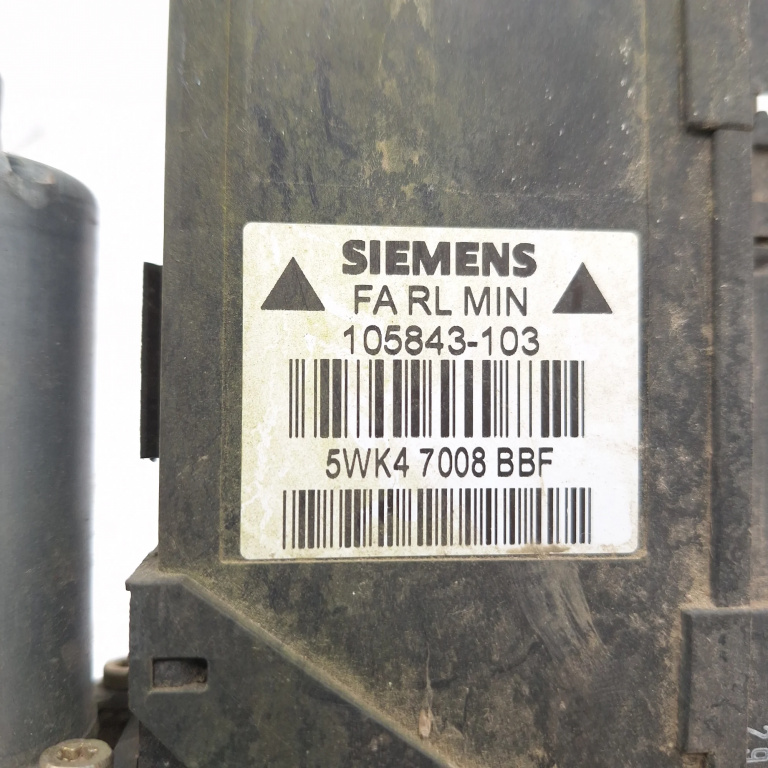 SIEMENS
FA RL MIN
105843-103
5WK4 7008 BBF